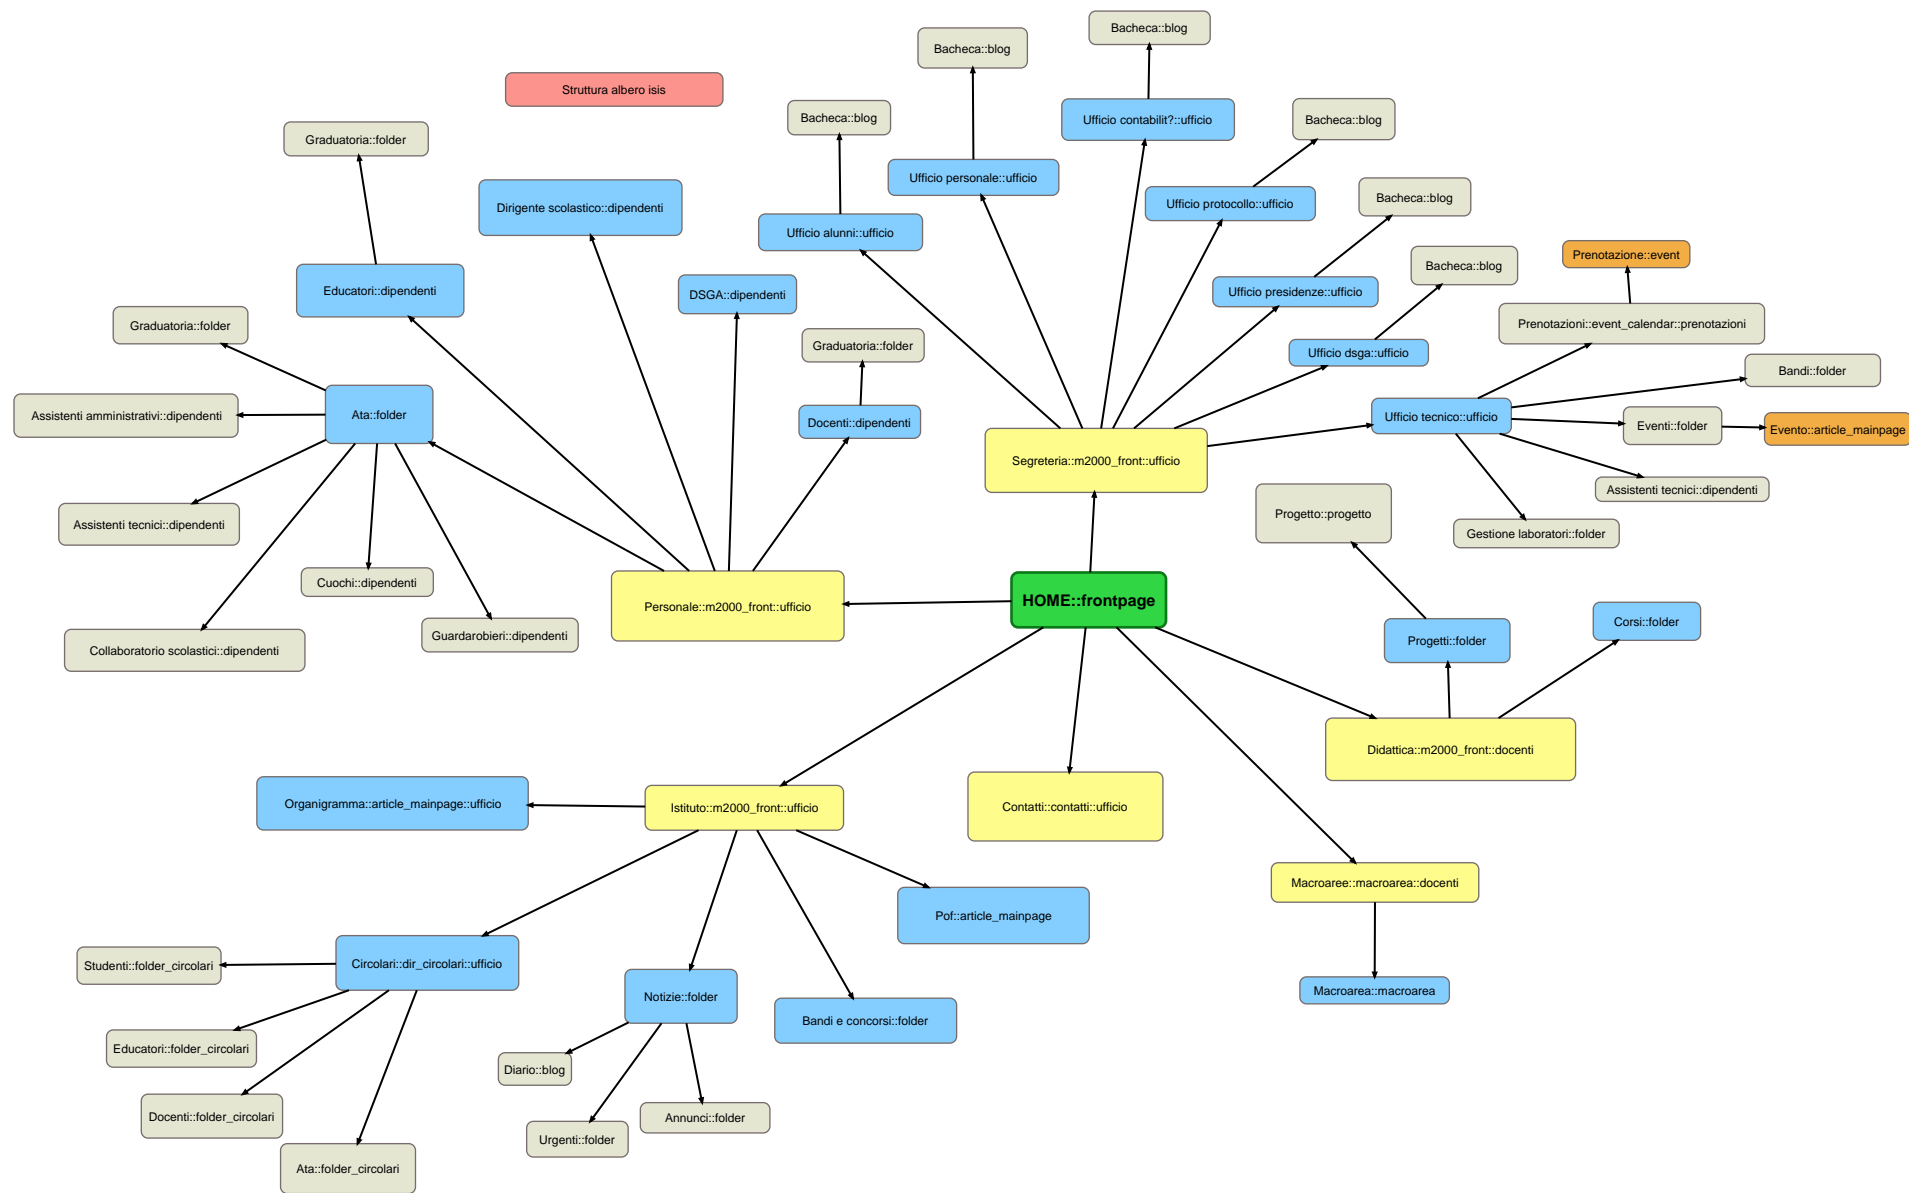 Bacheca::blog
Bacheca::blog
Struttura albero isis
Bacheca::blog
Ufficio contabilit?::ufficio
Bacheca::blog
Graduatoria::folder
Ufficio personale::ufficio
Bacheca::blog
Dirigente scolastico::dipendenti
Ufficio protocollo::ufficio
Ufficio alunni::ufficio
Prenotazione::event
Bacheca::blog
Educatori::dipendenti
DSGA::dipendenti
Ufficio presidenze::ufficio
Graduatoria::folder
Prenotazioni::event_calendar::prenotazioni
Graduatoria::folder
Ufficio dsga::ufficio
Bandi::folder
Assistenti amministrativi::dipendenti
Ata::folder
Docenti::dipendenti
Ufficio tecnico::ufficio
Eventi::folder
Evento::article_mainpage
Segreteria::m2000_front::ufficio
Assistenti tecnici::dipendenti
Progetto::progetto
Assistenti tecnici::dipendenti
Gestione laboratori::folder
Cuochi::dipendenti
Personale::m2000_front::ufficio
HOME::frontpage
Corsi::folder
Guardarobieri::dipendenti
Progetti::folder
Collaboratorio scolastici::dipendenti
Didattica::m2000_front::docenti
Organigramma::article_mainpage::ufficio
Istituto::m2000_front::ufficio
Contatti::contatti::ufficio
Macroaree::macroarea::docenti
Pof::article_mainpage
Studenti::folder_circolari
Circolari::dir_circolari::ufficio
Macroarea::macroarea
Notizie::folder
Bandi e concorsi::folder
Educatori::folder_circolari
Diario::blog
Docenti::folder_circolari
Annunci::folder
Urgenti::folder
Ata::folder_circolari